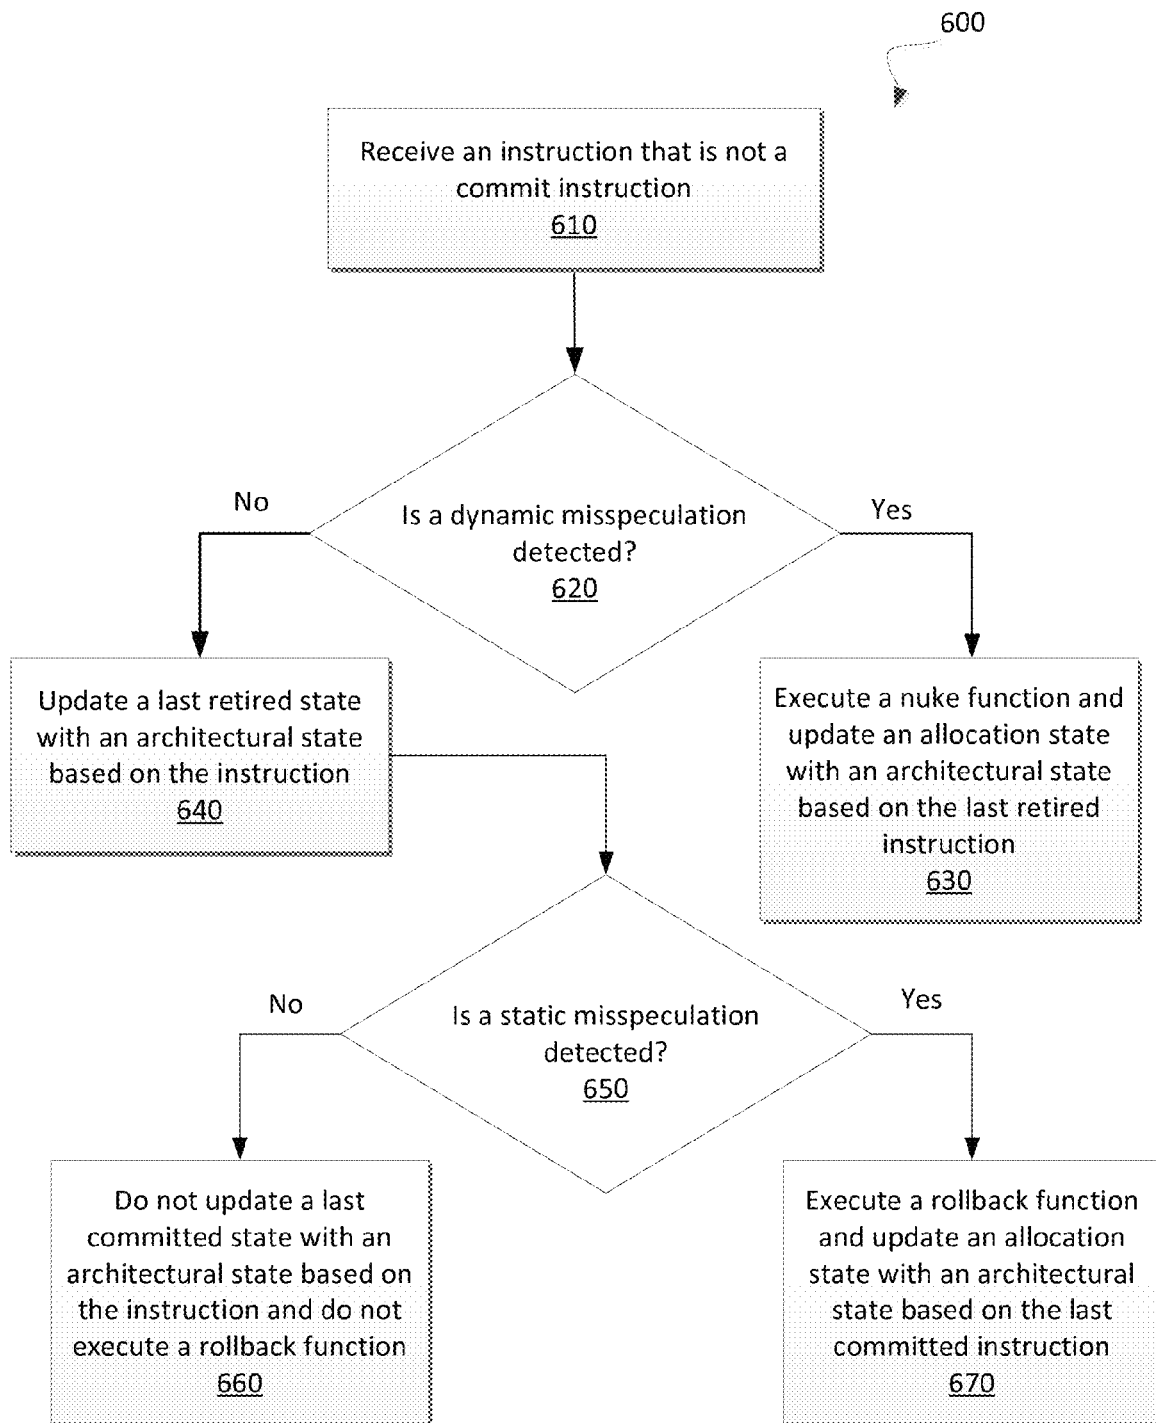 600
Receive an instruction that is not a
commit instruction
610
Is a dynamic misspeculation
detected?
620
No
Yes
Update a last retired state
with an architectural state
based on the instruction
640
Execute a nuke function and
update an allocation state
with an architectural state
based on the last retired
instruction
630
Is a static misspeculation
detected?
650
No
Yes
Do not update a last
committed state with an
architectural state based on
the instruction and do not
execute a rollback function
660
Execute a rollback function
and update an allocation
state with an architectural
state based on the last
committed instruction
670